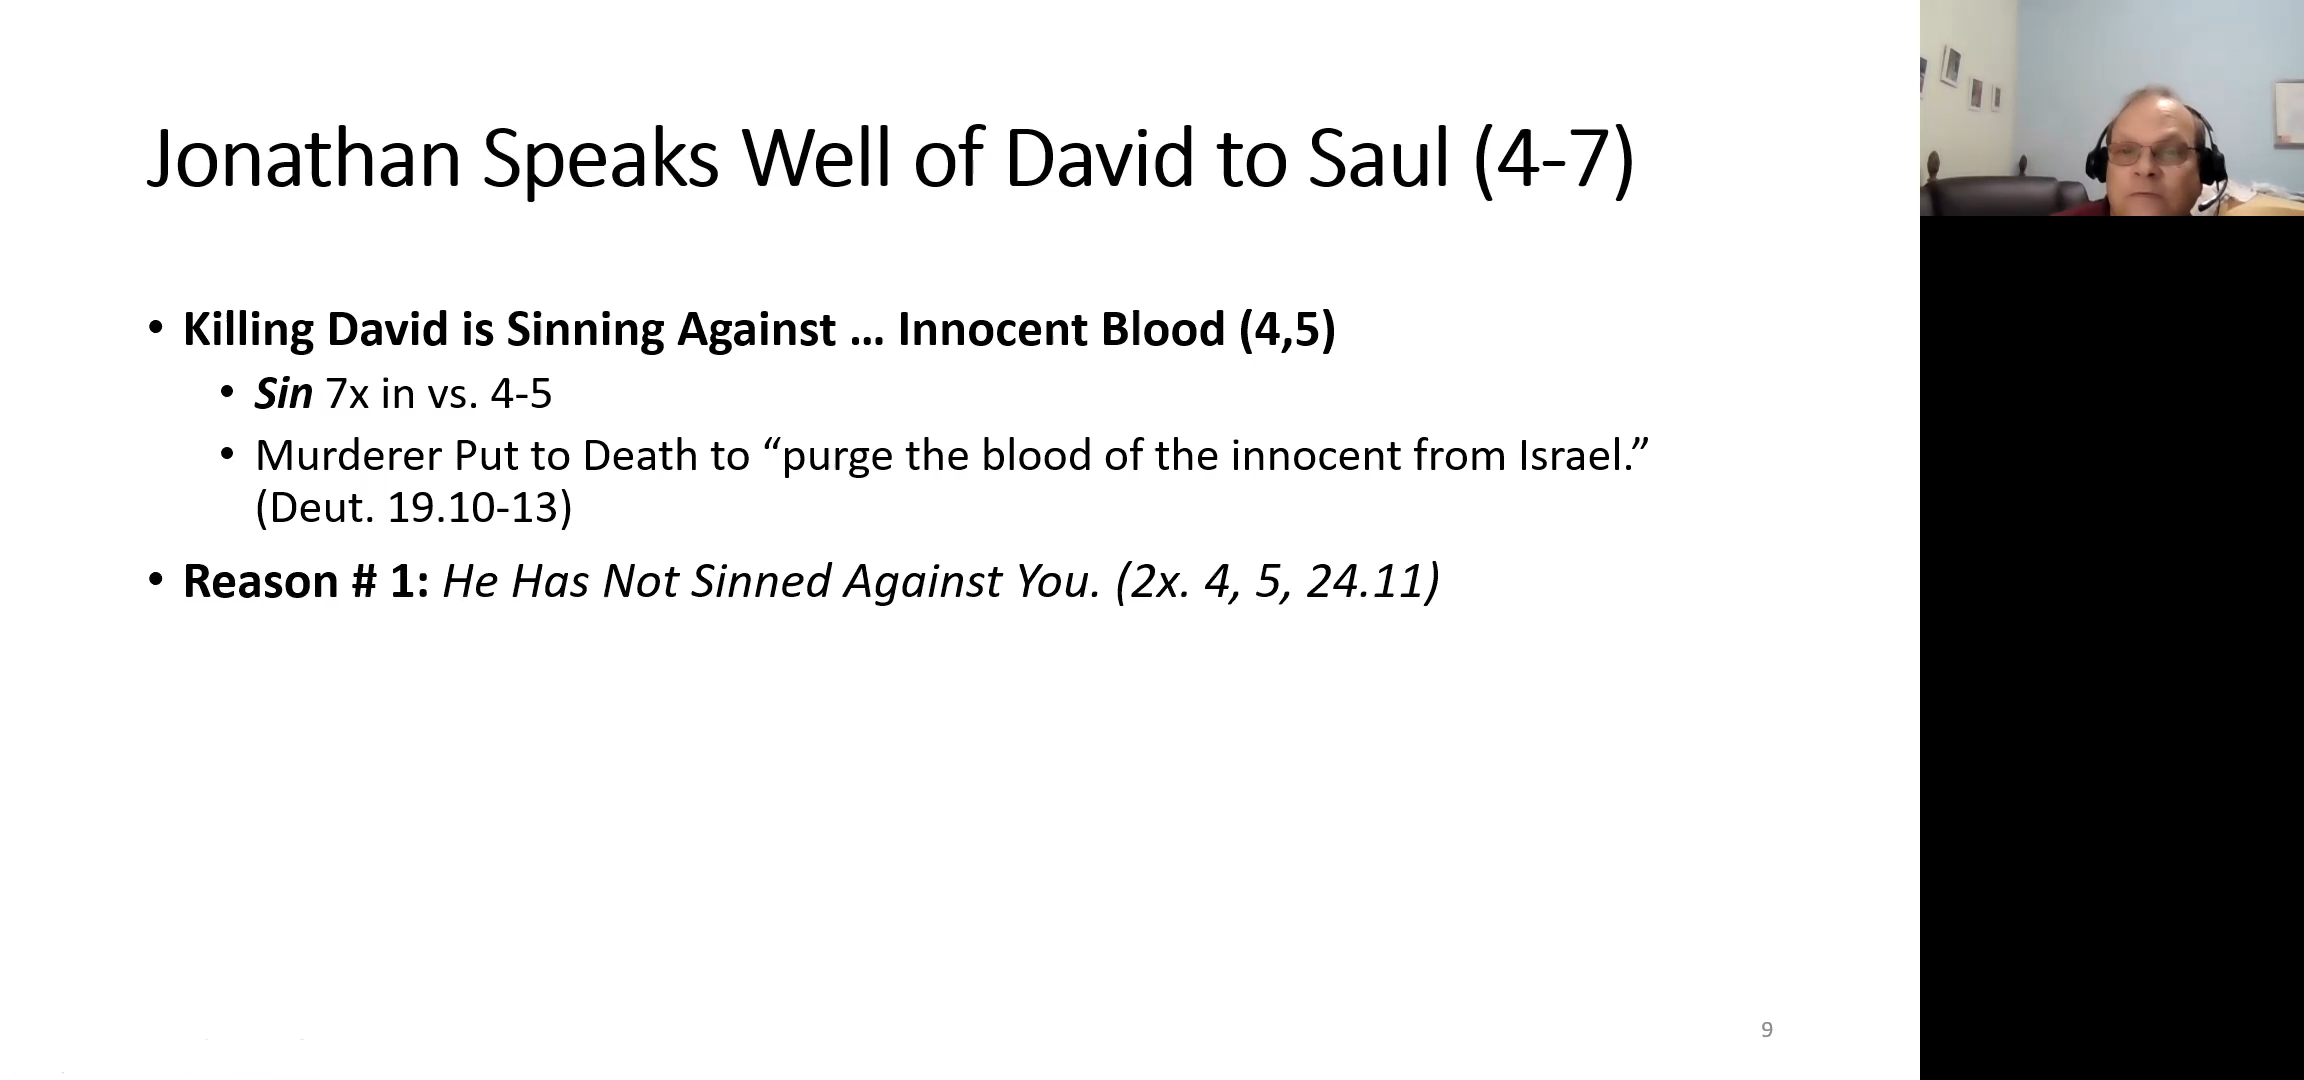 Jonathan Speaks Well of David to Saul (4-7)
• Killing David is Sinning Against … Innocent Blood (4,5)
• Sin 7x in vs. 4-5
• Murderer Put to Death to “purge the blood of the innocent from Israel.”
(Deut. 19.10-13)
• Reason # 1: He Has Not Sinned Against You. (2x. 4, 5, 24.11)
9